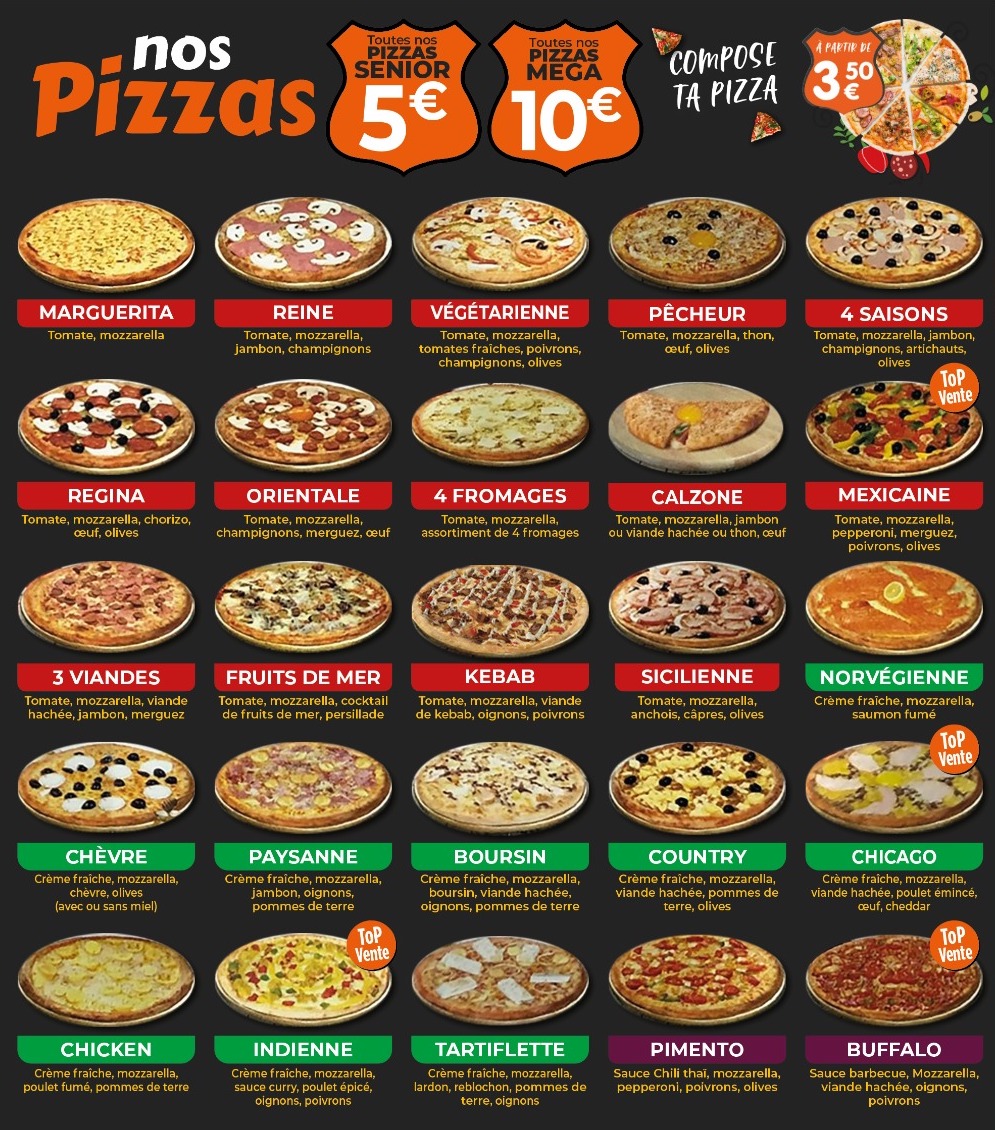 nos
Pizzas
Toutes nos
PIZZAS
SENIOR
5€
Toutes nos
PIZZAS
MEGA
10€
COMPOSE
TA PIZZA
À PARTIR DE
3€50
MARGUERITA
Tomate, mozzarella
REINE
Tomate, mozzarella,
jambon, champignons
VÉGÉTARIENNE
Tomate, mozzarella,
tomates fraîches, poivrons,
champignons, olives
PÊCHEUR
Tomate, mozzarella, thon,
œuf, olives
4 SAISONS
Tomate, mozzarella, jambon,
champignons, artichauts,
olives
REGINA
Tomate, mozzarella, chorizo,
œuf, olives
ORIENTALE
Tomate, mozzarella,
champignons, merguez, œuf
4 FROMAGES
Tomate, mozzarella,
assortiment de 4 fromages
CALZONE
Tomate, mozzarella, jambon
ou viande hachée ou thon, œuf
ToP
Vente
MEXICAINE
Tomate, mozzarella,
pepperoni, merguez,
poivrons, olives
3 VIANDES
Tomate, mozzarella, viande
hachée, jambon, merguez
FRUITS DE MER
Tomate, mozzarella, cocktail
de fruits de mer, persillade
KEBAB
Tomate, mozzarella, viande
de kebab, oignons, poivrons
SICILIENNE
Tomate, mozzarella,
anchois, câpres, olives
NORVÉGIENNE
Crème fraîche, mozzarella,
saumon fumé
CHÈVRE
Crème fraîche, mozzarella,
chèvre, olives
(avec ou sans miel)
PAYSANNE
Crème fraîche, mozzarella,
jambon, oignons,
pommes de terre
BOURSIN
Crème fraîche, mozzarella,
boursin, viande hachée,
oignons, pommes de terre
COUNTRY
Crème fraîche, mozzarella,
viande hachée, pommes de
terre, olives
ToP
Vente
CHICAGO
Crème fraîche, mozzarella,
viande hachée, poulet émincé,
œuf, cheddar
CHICKEN
Crème fraîche, mozzarella,
poulet fumé, pommes de terre
ToP
Vente
INDIENNE
Crème fraîche, mozzarella,
sauce curry, poulet épicé,
oignons, poivrons
TARTIFLETTE
Crème fraîche, mozzarella,
lardon, reblochon, pommes de
terre, oignons
PIMENTO
Sauce Chili thaï, mozzarella,
pepperoni, poivrons, olives
ToP
Vente
BUFFALO
Sauce barbecue, Mozzarella,
viande hachée, oignons,
poivrons